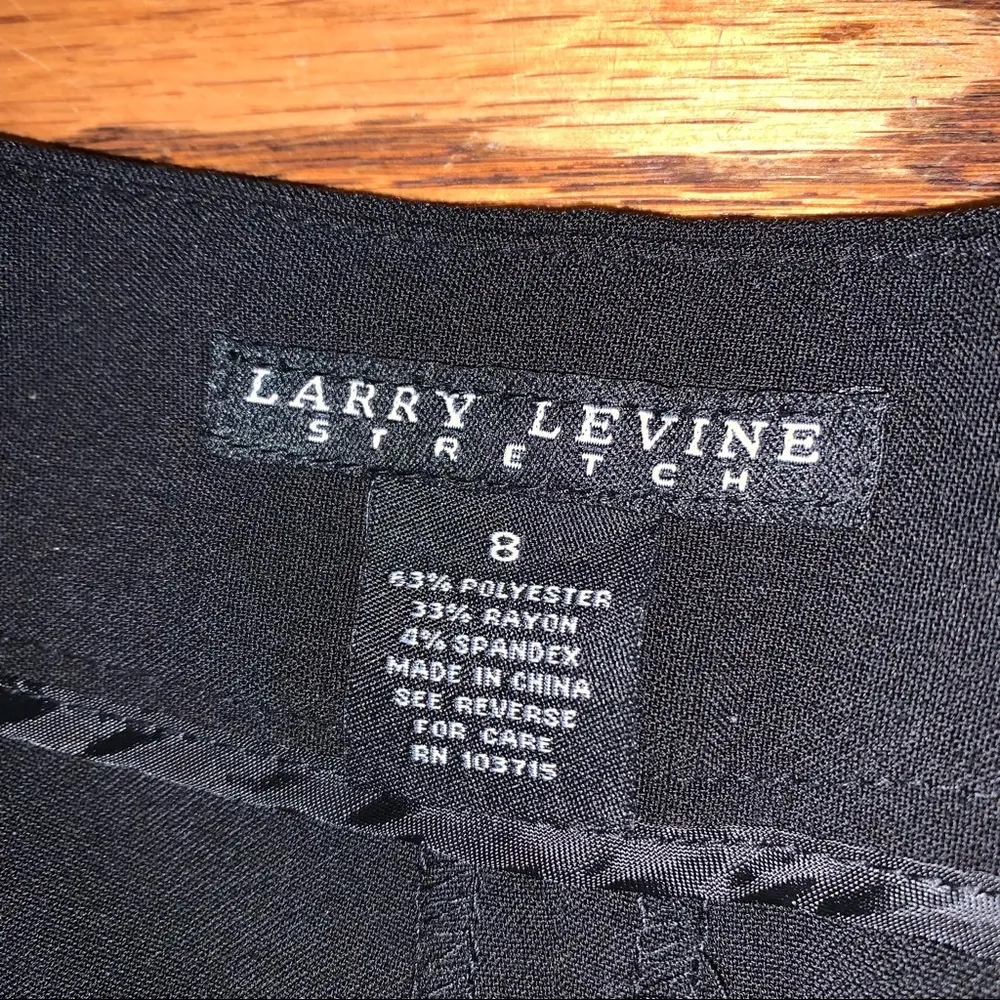 LARRY LEVINE
STRETCH
8
63% POLYESTER
33% RAYON
4% SPANDEX
MADE IN CHINA
SEE REVERSE
FOR CARE
RN 103715